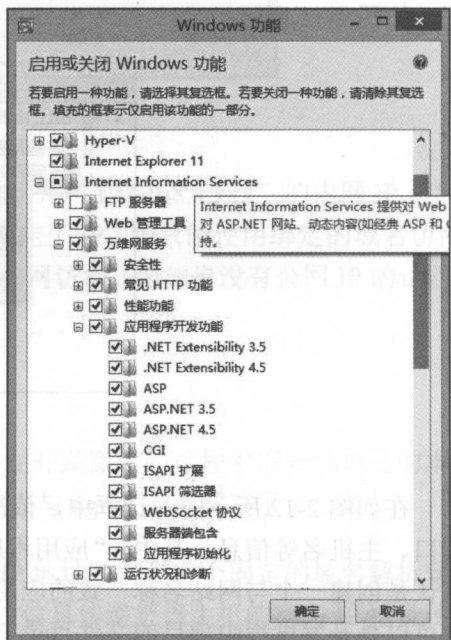 Windows 功能
启用或关闭 Windows 功能
若要启用一种功能，请选择其复选框。若要关闭一种功能，请清除其复选
框。填充的框表示仅启用该功能的一部分。
Hyper-V
Internet Explorer 11
Internet Information Services
FTP 服务器
Internet Information Services 提供对 Web
Web 管理工具
对 ASP.NET 网站、动态内容(如经典 ASP 和 C
万维网服务
持。
安全性
常见 HTTP 功能
性能功能
应用程序开发功能
.NET Extensibility 3.5
.NET Extensibility 4.5
ASP
ASP.NET 3.5
ASP.NET 4.5
CGI
ISAPI 扩展
ISAPI 筛选器
WebSocket 协议
服务器端包含
应用程序初始化
运行状况和诊断
确定
取消